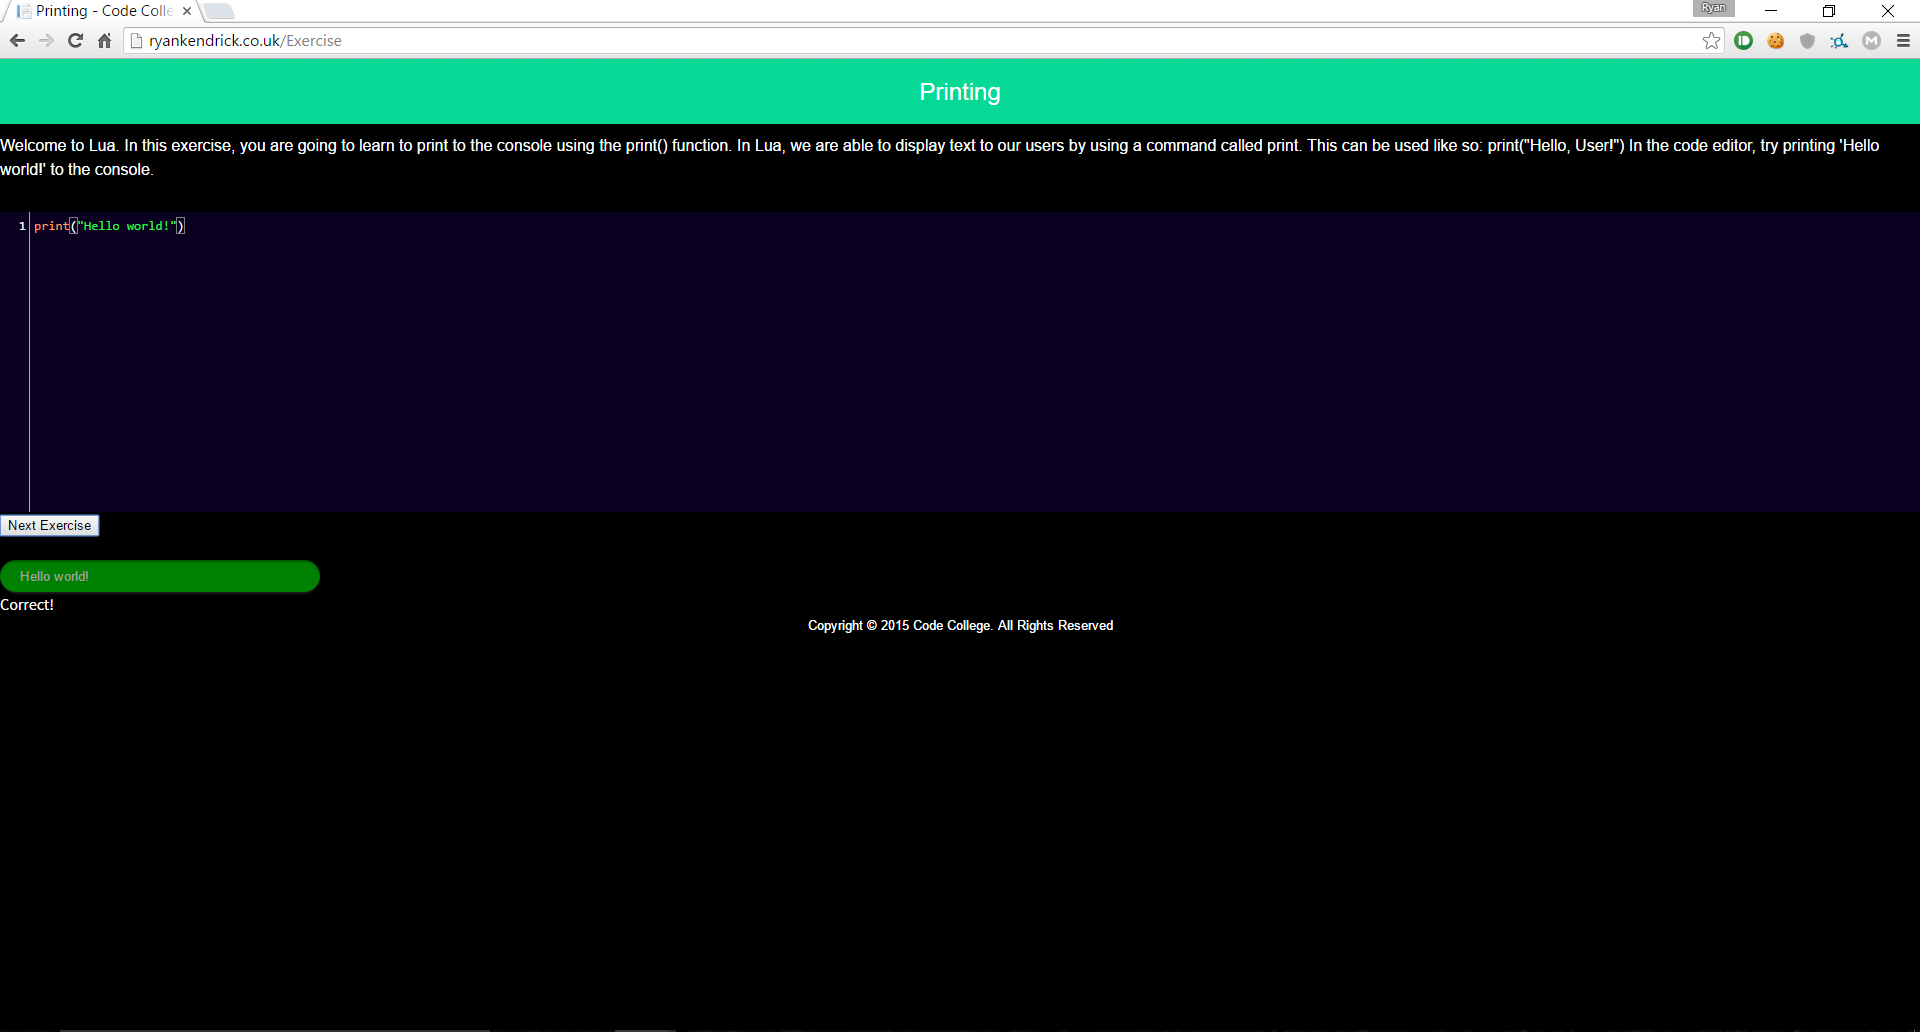 Printing - Code Colle
Ryan
ryankendrick.co.uk/Exercise
Printing
Welcome to Lua. In this exercise, you are going to learn to print to the console using the print() function. In Lua, we are able to display text to our users by using a command called print. This can be used like so: print("Hello, User!") In the code editor, try printing 'Hello
world!' to the console.
1 print("Hello world!")
Next Exercise
Hello world!
Correct!
Copyright © 2015 Code College. All Rights Reserved